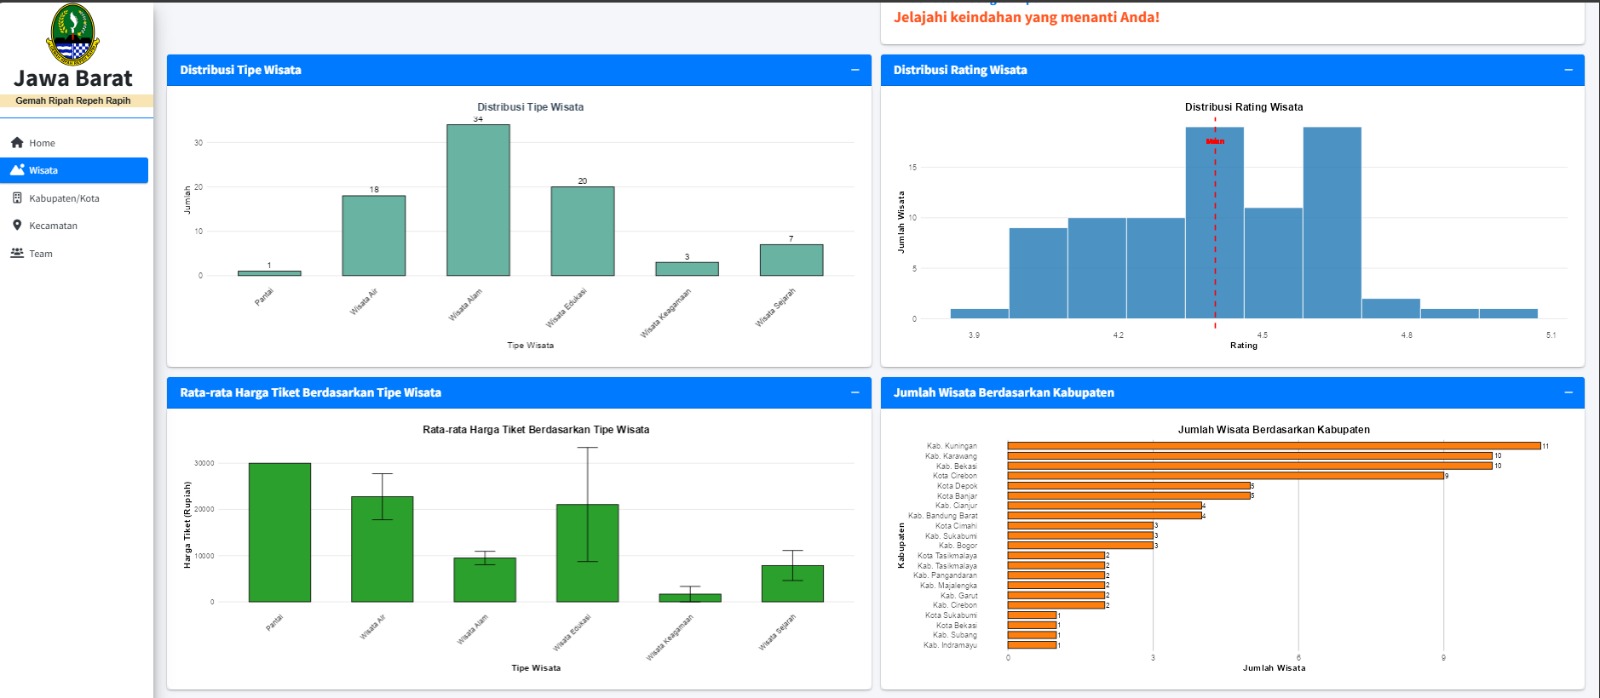 Jelajahi keindahan yang menanti Anda!
Jawa Barat
Gemah Ripah Repeh Rapih
Home
Wisata
Kabupaten/Kota
Kecamatan
Team
Distribusi Tipe Wisata
Distribusi Tipe Wisata
34
30
20
18
20
10
7
3
1
0
Jumlah
Pantai
Wisata Air
Wisata Alam
Wisata Edukasi
Wisata Keagamaan
Wisata Sejarah
Tipe Wisata
Distribusi Rating Wisata
Distribusi Rating Wisata
15
10
5
0
Jumlah Wisata
3.9 4.2 4.5 4.8 5.1
Rating
Rata-rata Harga Tiket Berdasarkan Tipe Wisata
Rata-rata Harga Tiket Berdasarkan Tipe Wisata
30000
20000
10000
0
Harga Tiket (Rupiah)
Pantai
Wisata Air
Wisata Alam
Wisata Edukasi
Wisata Keagamaan
Wisata Sejarah
Tipe Wisata
Jumlah Wisata Berdasarkan Kabupaten
Jumlah Wisata Berdasarkan Kabupaten
Kab. Kuningan 11
Kab. Karawang 10
Kab. Bekasi 10
Kota Cirebon 9
Kota Depok 5
Kota Banjar 5
Kab. Cianjur 4
Kab. Bandung Barat 4
Kota Cimahi 3
Kab. Sukabumi 3
Kab. Bogor 3
Kota Tasikmalaya 2
Kab. Tasikmalaya 2
Kab. Pangandaran 2
Kab. Majalengka 2
Kab. Garut 2
Kab. Cirebon 2
Kota Sukabumi 1
Kota Bekasi 1
Kab. Subang 1
Kab. Indramayu 1
Kabupaten
0 3 6 9
Jumlah Wisata